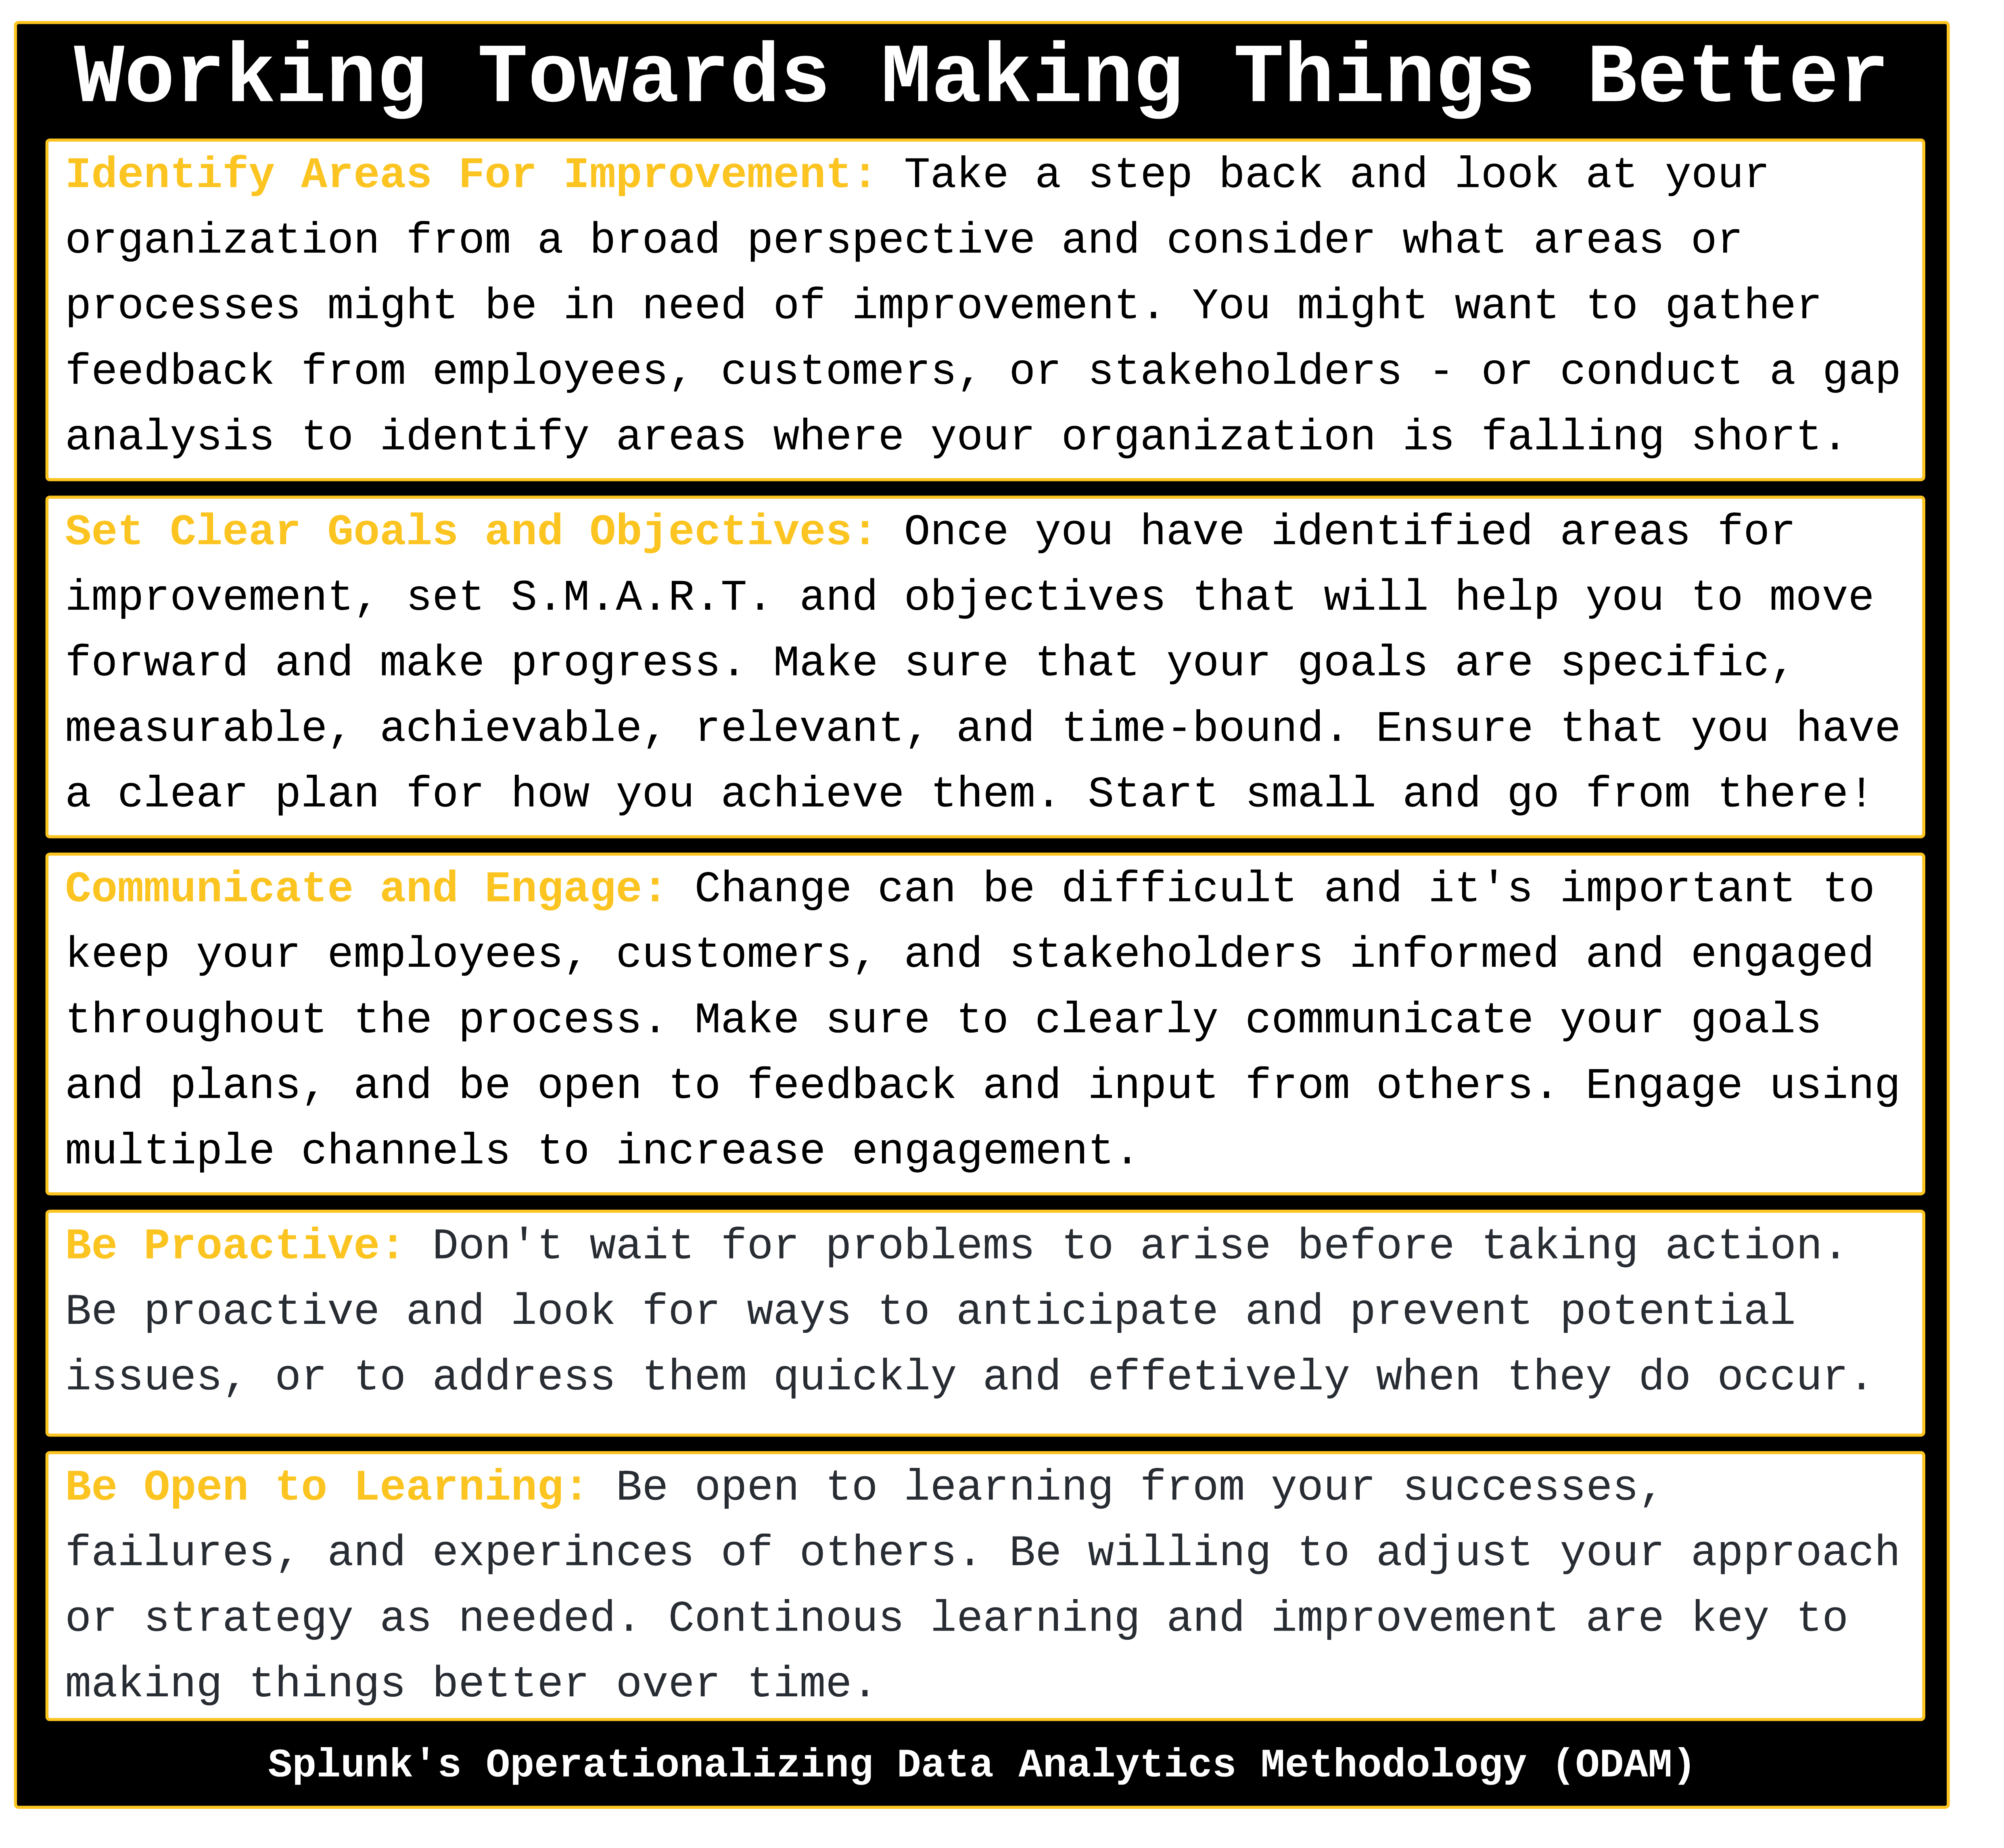 Working Towards Making Things Better
Identify Areas For Improvement: Take a step back and look at your
organization from a broad perspective and consider what areas or
processes might be in need of improvement. You might want to gather
feedback from employees, customers, or stakeholders - or conduct a gap
analysis to identify areas where your organization is falling short.
Set Clear Goals and Objectives: Once you have identified areas for
improvement, set S.M.A.R.T. and objectives that will help you to move
forward and make progress. Make sure that your goals are specific,
measurable, achievable, relevant, and time-bound. Ensure that you have
a clear plan for how you achieve them. Start small and go from there!
Communicate and Engage: Change can be difficult and it's important to
keep your employees, customers, and stakeholders informed and engaged
throughout the process. Make sure to clearly communicate your goals
and plans, and be open to feedback and input from others. Engage using
multiple channels to increase engagement.
Be Proactive: Don't wait for problems to arise before taking action.
Be proactive and look for ways to anticipate and prevent potential
issues, or to address them quickly and effetively when they do occur.
Be Open to Learning: Be open to learning from your successes,
failures, and experinces of others. Be willing to adjust your approach
or strategy as needed. Continous learning and improvement are key to
making things better over time.
Splunk's Operationalizing Data Analytics Methodology (ODAM)